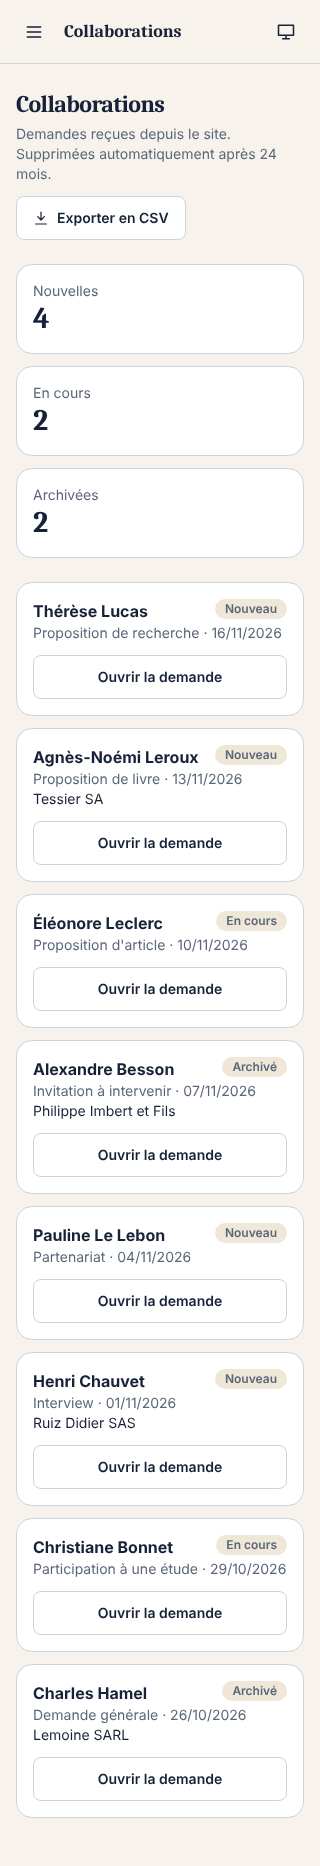 Collaborations
Collaborations
Demandes reçues depuis le site.
Supprimées automatiquement après 24
mois.
Exporter en CSV
Nouvelles
4
En cours
2
Archivées
2
Thérèse Lucas
Nouveau
Proposition de recherche · 16/11/2026
Ouvrir la demande
Agnès-Noémi Leroux
Nouveau
Proposition de livre · 13/11/2026
Tessier SA
Ouvrir la demande
Éléonore Leclerc
En cours
Proposition d'article · 10/11/2026
Ouvrir la demande
Alexandre Besson
Archivé
Invitation à intervenir · 07/11/2026
Philippe Imbert et Fils
Ouvrir la demande
Pauline Le Lebon
Nouveau
Partenariat · 04/11/2026
Ouvrir la demande
Henri Chauvet
Nouveau
Interview · 01/11/2026
Ruiz Didier SAS
Ouvrir la demande
Christiane Bonnet
En cours
Participation à une étude · 29/10/2026
Ouvrir la demande
Charles Hamel
Archivé
Demande générale · 26/10/2026
Lemoine SARL
Ouvrir la demande